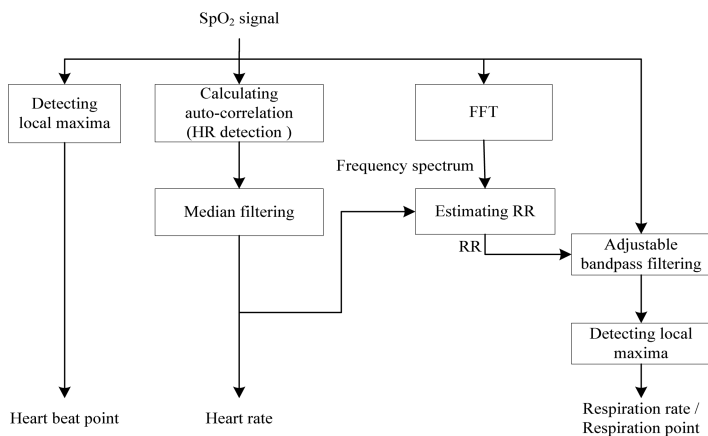 SpO₂ signal
Detecting
local maxima
Calculating
auto-correlation
(HR detection )
FFT
Frequency spectrum
Median filtering
Estimating RR
RR
Adjustable
bandpass filtering
Detecting local
maxima
Heart beat point
Heart rate
Respiration rate /
Respiration point